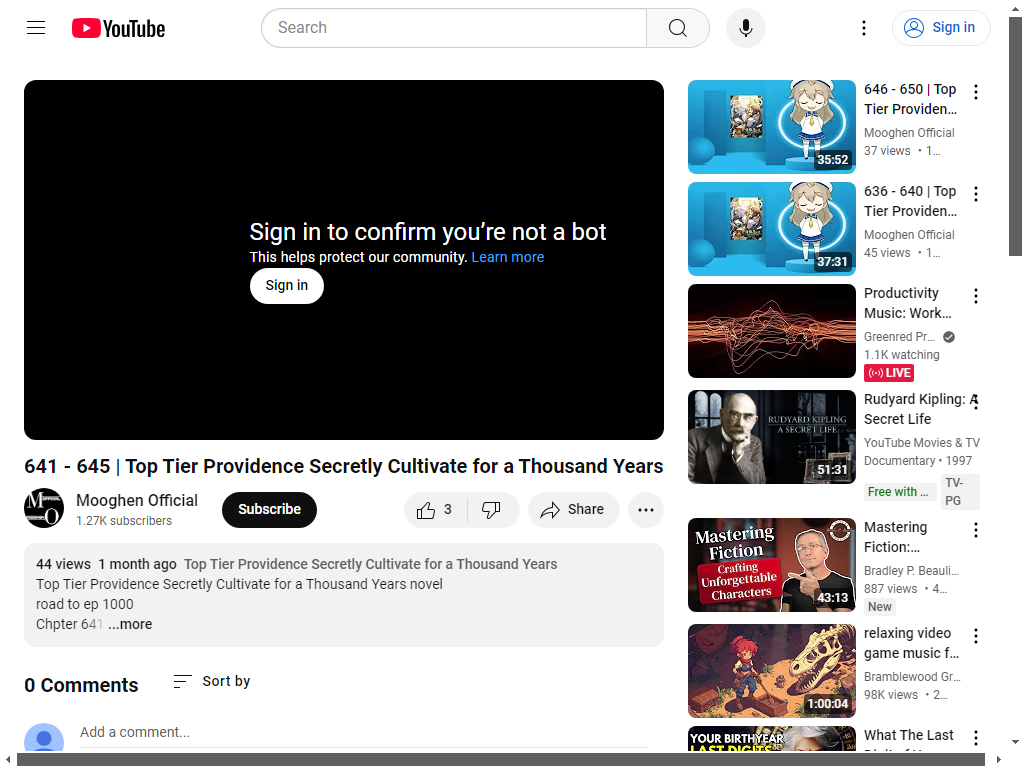 YouTube
Search
Sign in
Sign in to confirm you’re not a bot
This helps protect our community. Learn more
Sign in
641 - 645 | Top Tier Providence Secretly Cultivate for a Thousand Years
Mooghen Official
1.27K subscribers
Subscribe
3
Share
44 views 1 month ago Top Tier Providence Secretly Cultivate for a Thousand Years
Top Tier Providence Secretly Cultivate for a Thousand Years novel
road to ep 1000
Chpter 641 ...more
0 Comments
Sort by
Add a comment...
35:52
646 - 650 | Top
Tier Providen...
Mooghen Official
37 views • 1...
37:31
636 - 640 | Top
Tier Providen...
Mooghen Official
45 views • 1...
Productivity
Music: Work...
Greenred Pr...
1.1K watching
LIVE
RUDYARD KIPLING
A SECRET LIFE
51:31
Rudyard Kipling: A
Secret Life
YouTube Movies & TV
Documentary • 1997
Free with ...
TV-
PG
Mastering
Fiction
Crafting
Unforgettable
Characters
43:13
Mastering
Fiction:...
Bradley P. Beauli...
887 views • 4...
New
1:00:04
relaxing video
game music f...
Bramblewood Gr...
98K views • 2...
YOUR BIRTHYEAR
LAST DIGITS
What The Last